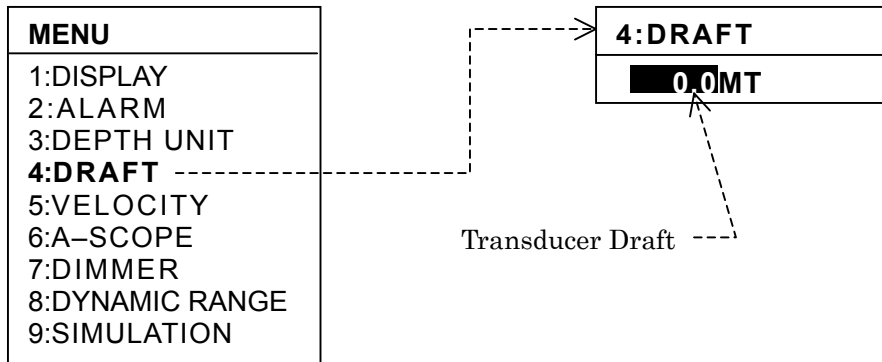 MENU
1:DISPLAY
2:ALARM
3:DEPTH UNIT
4:DRAFT
5:VELOCITY
6:A–SCOPE
7:DIMMER
8:DYNAMIC RANGE
9:SIMULATION
4:DRAFT
0.0MT
Transducer Draft